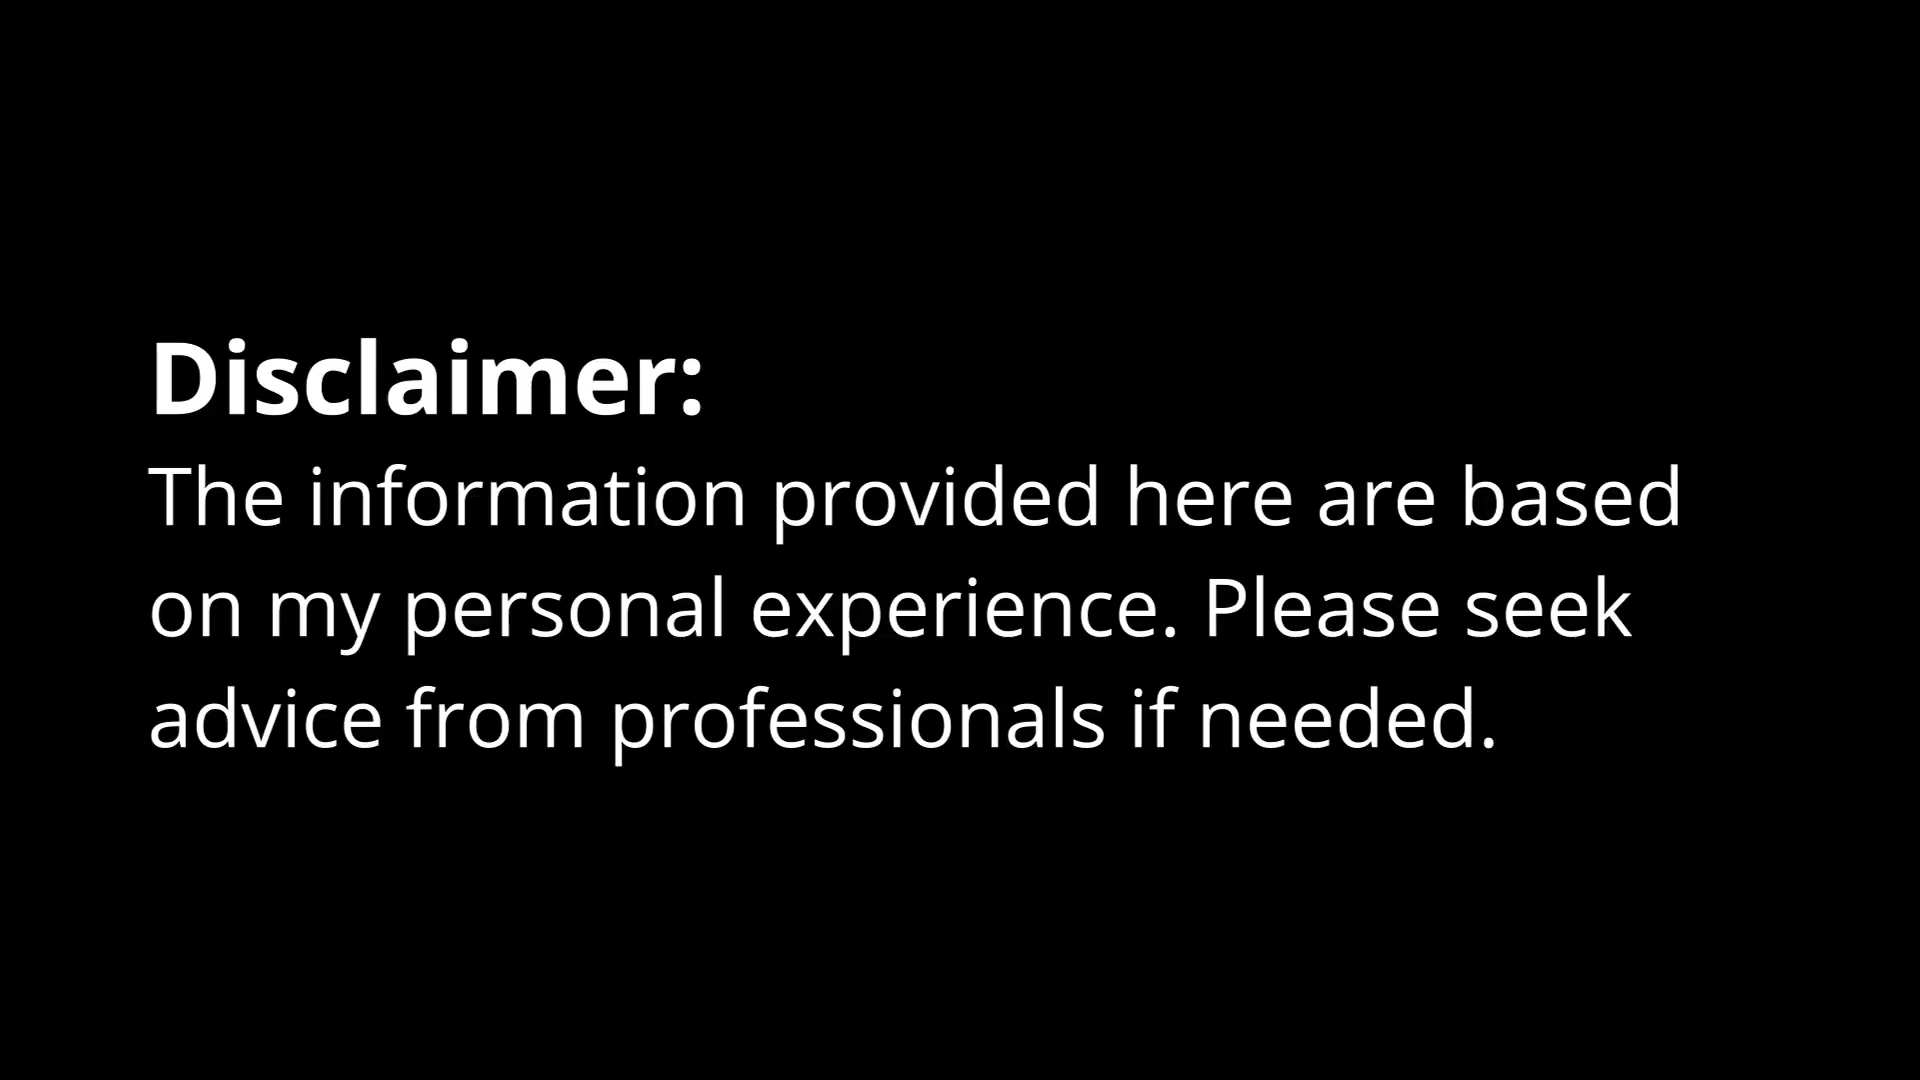 Disclaimer:
The information provided here are based
on my personal experience. Please seek
advice from professionals if needed.